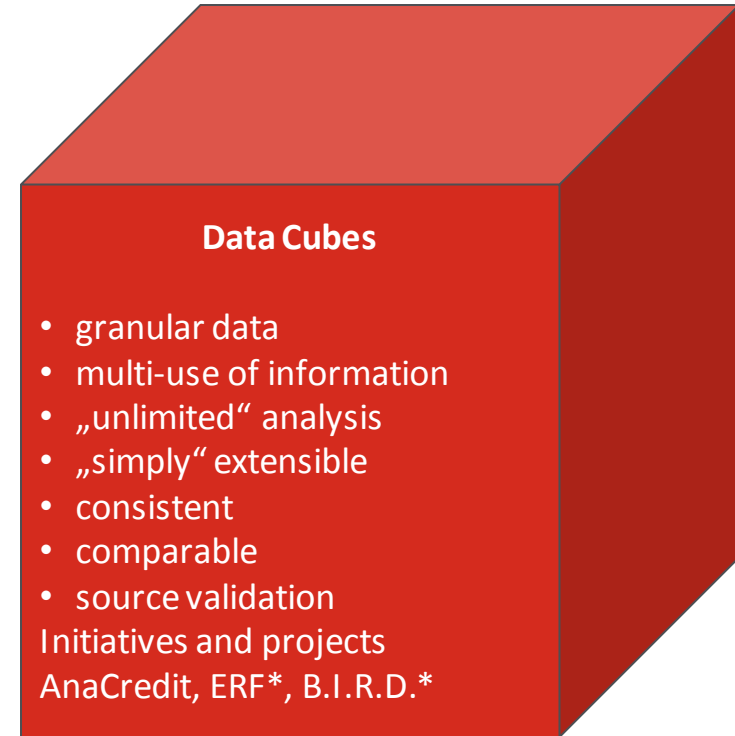 Data Cubes
• granular data
• multi-use of information
• „unlimited“ analysis
• „simply“ extensible
• consistent
• comparable
• source validation
Initiatives and projects
AnaCredit, ERF*, B.I.R.D.*